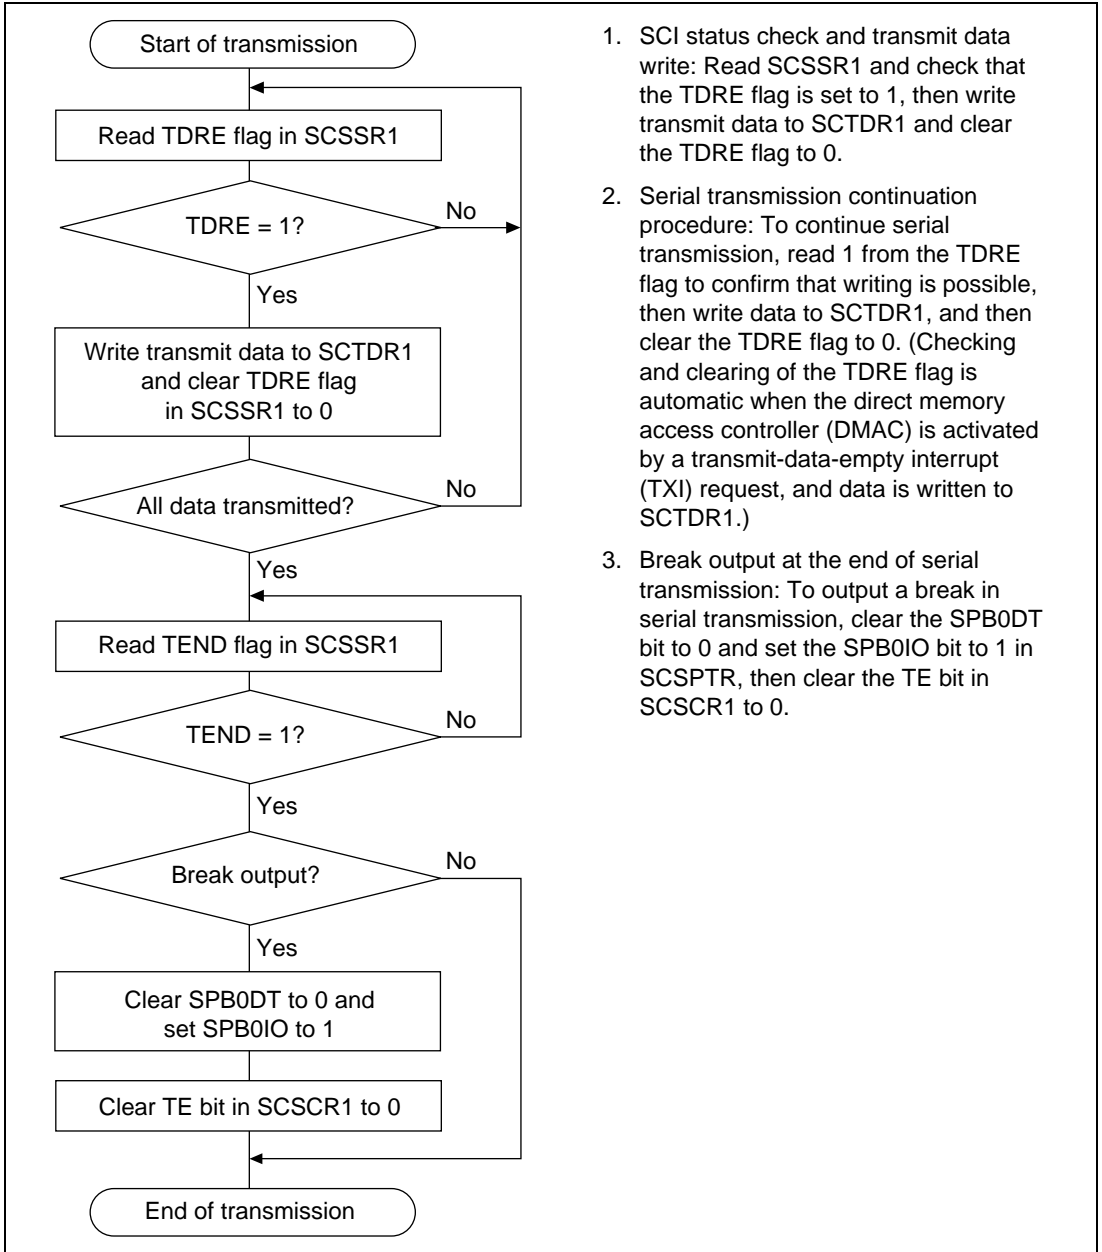 Start of transmission
Read TDRE flag in SCSSR1
TDRE = 1?
No
Yes
Write transmit data to SCTDR1
and clear TDRE flag
in SCSSR1 to 0
All data transmitted?
No
Yes
Read TEND flag in SCSSR1
TEND = 1?
No
Yes
Break output?
No
Yes
Clear SPB0DT to 0 and
set SPB0IO to 1
Clear TE bit in SCSCR1 to 0
End of transmission
1. SCI status check and transmit data
write: Read SCSSR1 and check that
the TDRE flag is set to 1, then write
transmit data to SCTDR1 and clear
the TDRE flag to 0.
2. Serial transmission continuation
procedure: To continue serial
transmission, read 1 from the TDRE
flag to confirm that writing is possible,
then write data to SCTDR1, and then
clear the TDRE flag to 0. (Checking
and clearing of the TDRE flag is
automatic when the direct memory
access controller (DMAC) is activated
by a transmit-data-empty interrupt
(TXI) request, and data is written to
SCTDR1.)
3. Break output at the end of serial
transmission: To output a break in
serial transmission, clear the SPB0DT
bit to 0 and set the SPB0IO bit to 1 in
SCSPTR, then clear the TE bit in
SCSCR1 to 0.